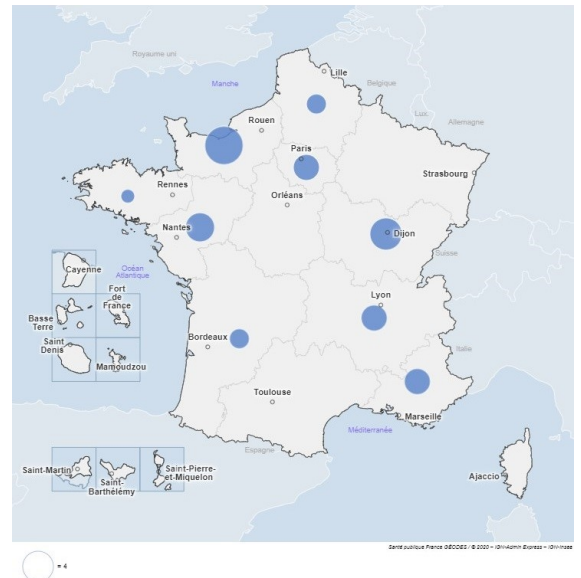 Royaume uni
Lille
Manche
Belgique
Rouen
Lux.
Allemagne
Paris
Strasbourg
Rennes
Orléans
Nantes
Dijon
Suisse
Cayenne
Océan
Atlantique
Fort
de
France
Basse
Terre
Lyon
Saint
Denis
Bordeaux
Mamoudzou
Italie
Toulouse
Marseille
Méditerranée
Espagne
Saint-Martin
Saint-
Barthélémy
Saint-Pierre-
et-Miquelon
Ajaccio
Santé publique France GÉODES / © 2020 – IGN-Admin Express – IGN-Insee
= 4